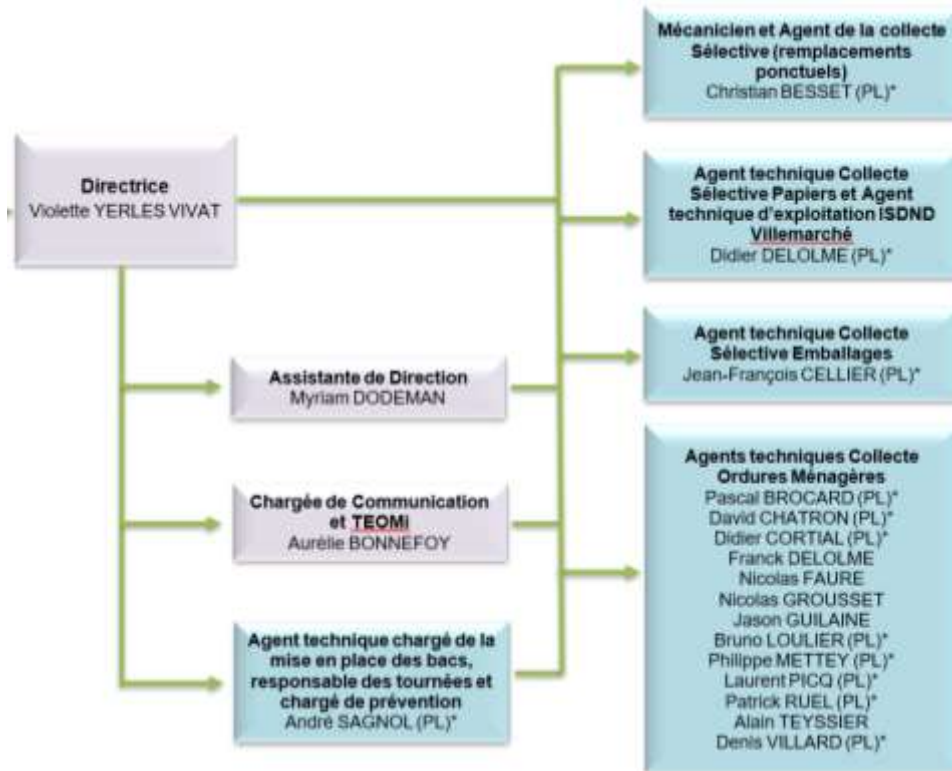 Directrice
Violette YERLES VIVAT
Assistante de Direction
Myriam DODEMAN
Chargée de Communication
et TEOMi
Aurélie BONNEFOY
Agent technique chargé de la
mise en place des bacs,
responsable des tournées et
chargé de prévention
André SAGNOL (PL)*
Mécanicien et Agent de la collecte
Sélective (remplacements
ponctuels)
Christian BESSET (PL)*
Agent technique Collecte
Sélective Papiers et Agent
technique d'exploitation ISDND
Villemarché
Didier DELOLME (PL)*
Agent technique Collecte
Sélective Emballages
Jean-François CELLIER (PL)*
Agents techniques Collecte
Ordures Ménagères
Pascal BROCARD (PL)*
David CHATRON (PL)*
Didier CORTIAL (PL)*
Franck DELOLME
Nicolas FAURE
Nicolas GROUSSET
Jason GUILAINE
Bruno LOULIER (PL)*
Philippe METTEY (PL)*
Laurent PICQ (PL)*
Patrick RUEL (PL)*
Alain TEYSSIER
Denis VILLARD (PL)*